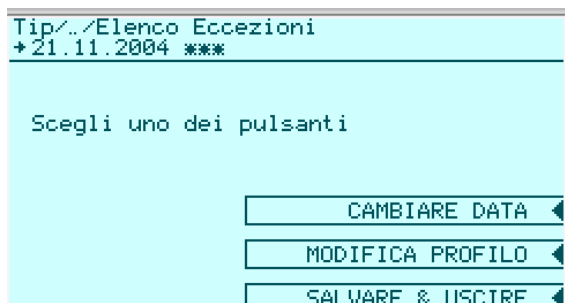 Tip/../Elenco Eccezioni
→21.11.2004 ***
Scegli uno dei pulsanti
CAMBIARE DATA
MODIFICA PROFILO
SALVARE & USCIRE